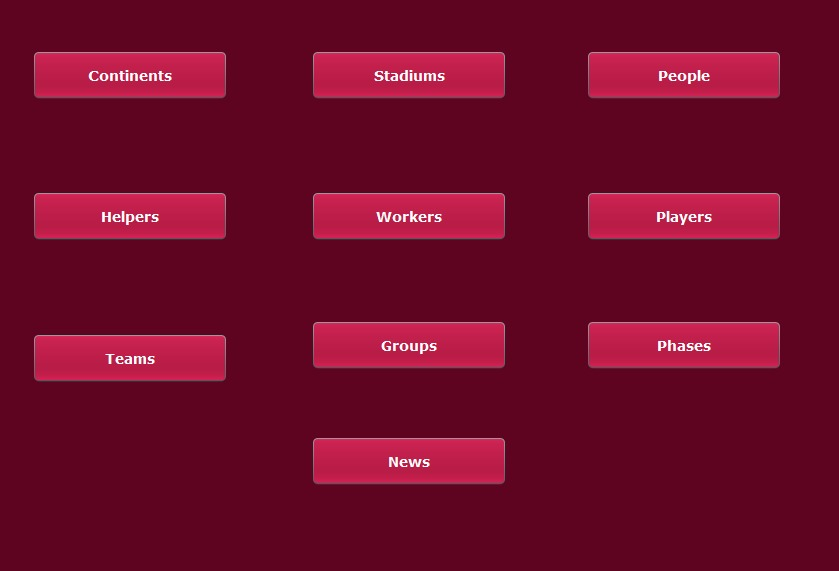 Continents
Stadiums
People
Helpers
Workers
Players
Teams
Groups
Phases
News